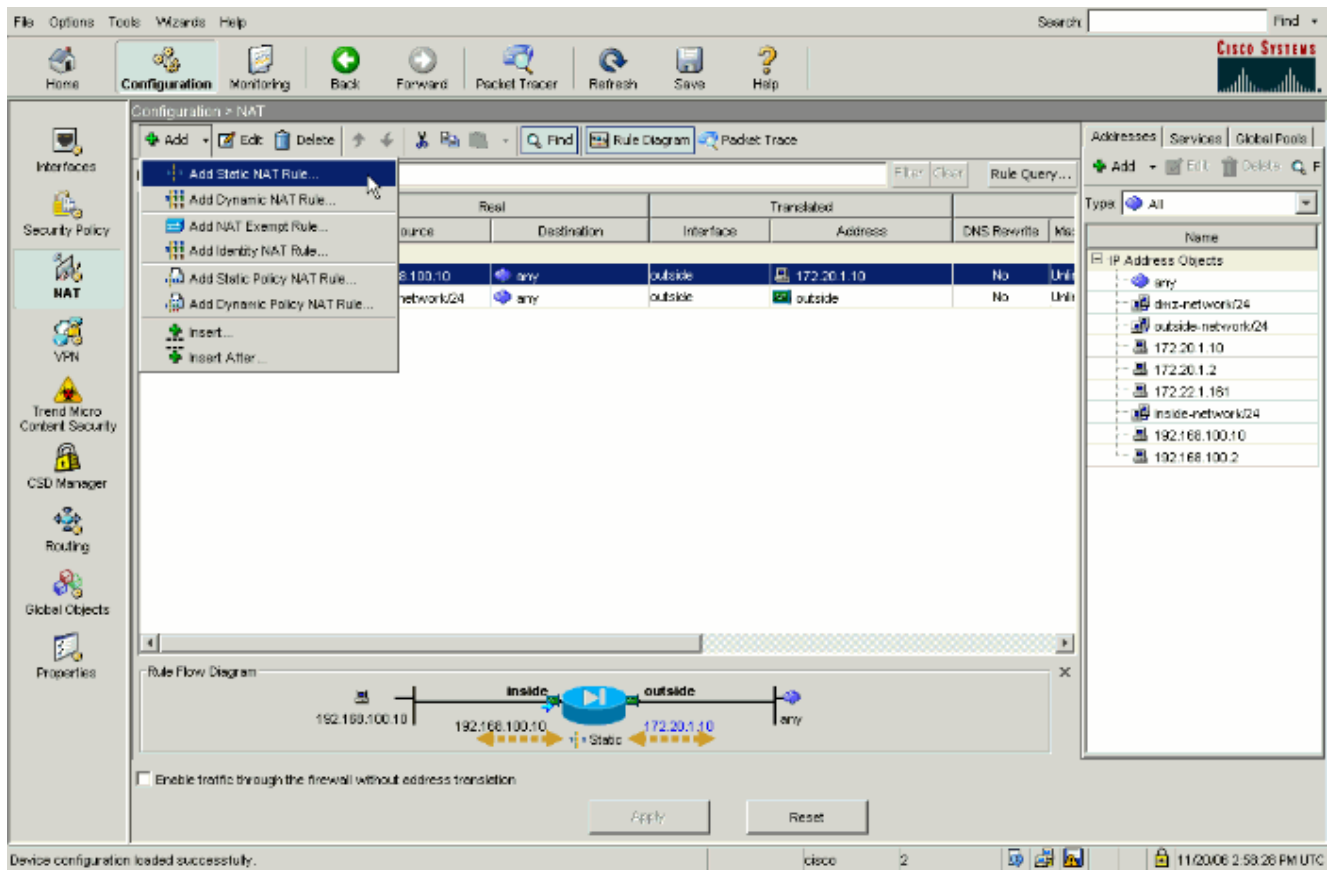 File Options Tools Wizards Help Search: Find
Home Configuration Monitoring Back Forward Packet Tracer Refresh Save Help
CISCO SYSTEMS
Configuration > NAT
Add Edit Delete Find Rule Diagram Packet Trace
Addresses Services Global Pools
Add Edit Delete F
Filter Clear Rule Query...
Type: All
Real Translated
ource Destination Interface Address DNS Rewrite
Name
Add Static NAT Rule...
Add Dynamic NAT Rule...
Add NAT Exempt Rule...
Add Identity NAT Rule...
Add Static Policy NAT Rule...
Add Dynamic Policy NAT Rule...
Insert...
Insert After...
8.100.10 any outside 172.20.1.10 No Unli
network/24 any outside outside No Unli
IP Address Objects
any
dmz-network/24
outside-network/24
172.20.1.10
172.20.1.2
172.22.1.161
inside-network/24
192.168.100.10
192.168.100.2
Interfaces
Security Policy
NAT
VPN
Trend Micro
Content Security
CSD Manager
Routing
Global Objects
Properties
Rule Flow Diagram
inside outside
192.168.100.10 192.168.100.10 172.20.1.10 any
Static
Enable traffic through the firewall without address translation
Apply Reset
Device configuration loaded successfully. cisco 2 11/20/06 2:58:28 PM UTC